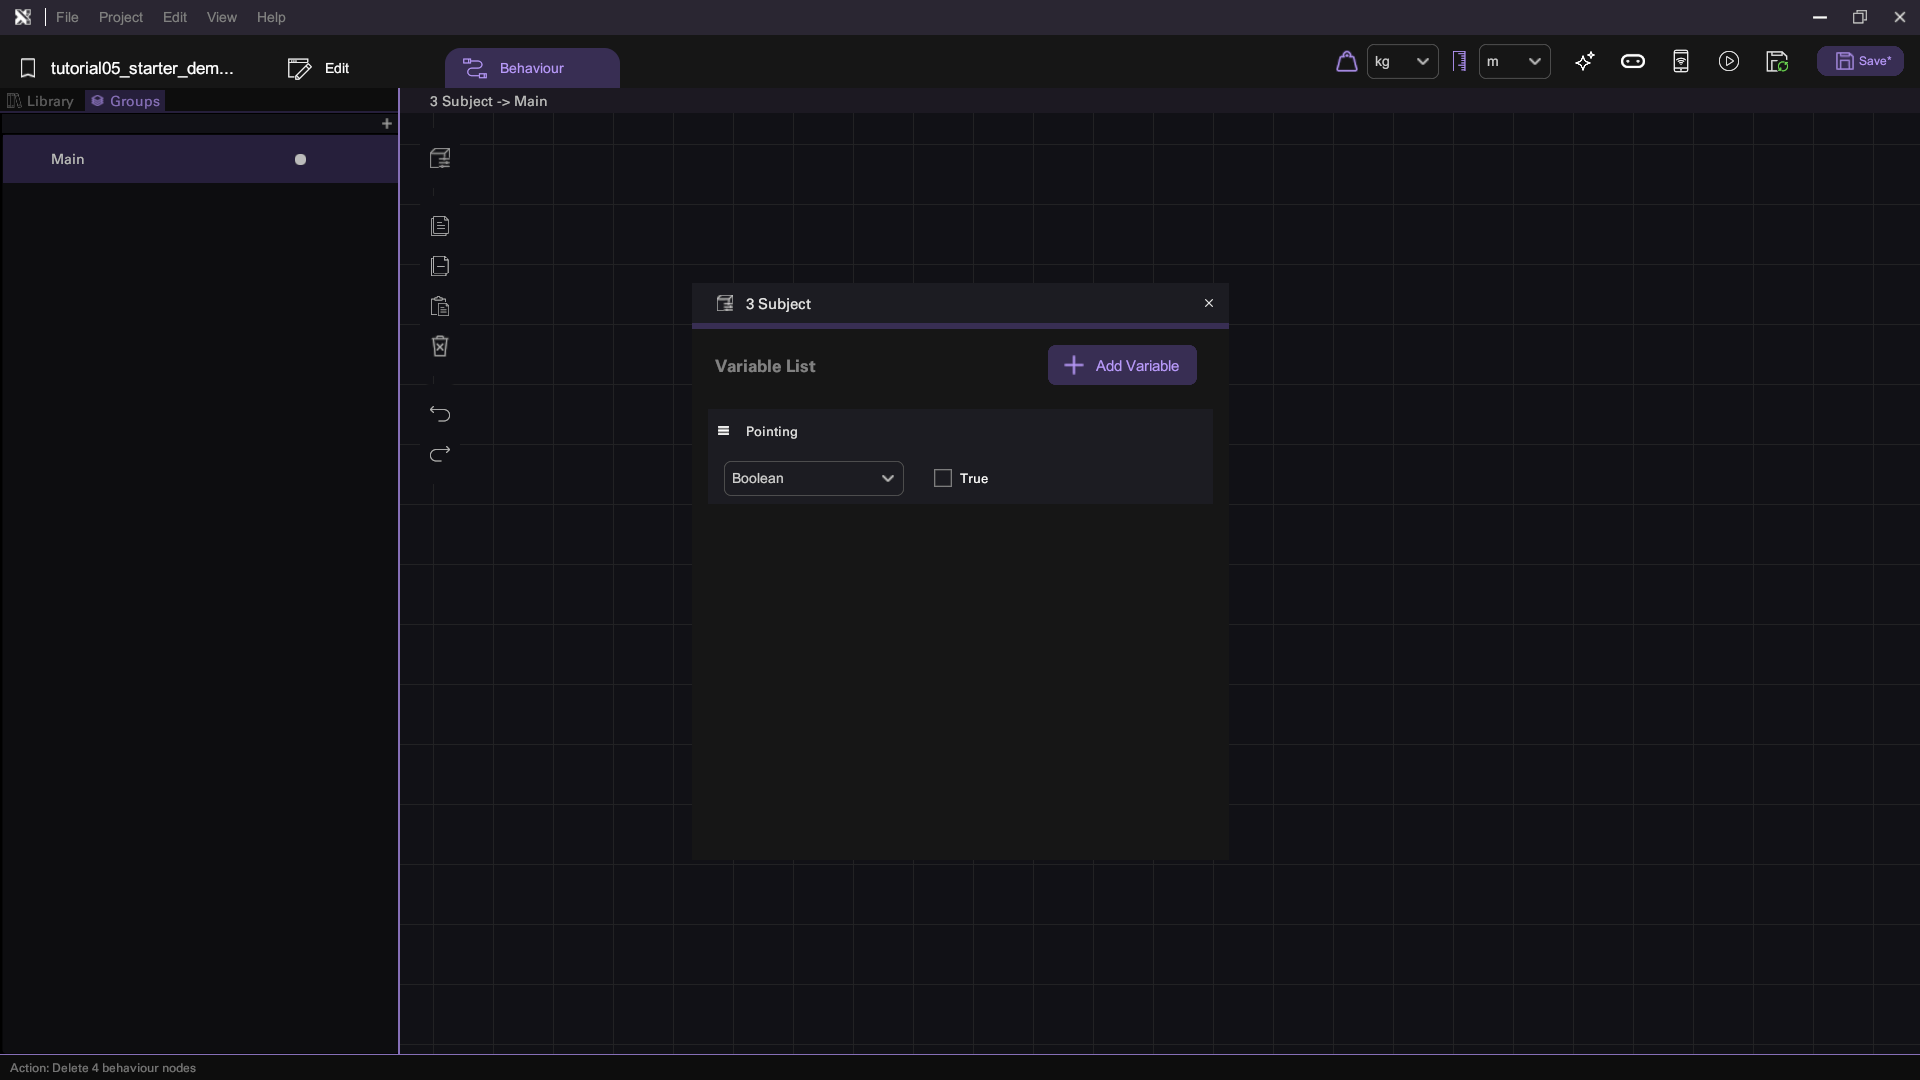 File Project Edit View Help
tutorial05_starter_dem...
Edit
Behaviour
kg
m
Save*
Library
Groups
3 Subject -> Main
+
Main
3 Subject
Variable List
Add Variable
Pointing
Boolean
True
Action: Delete 4 behaviour nodes